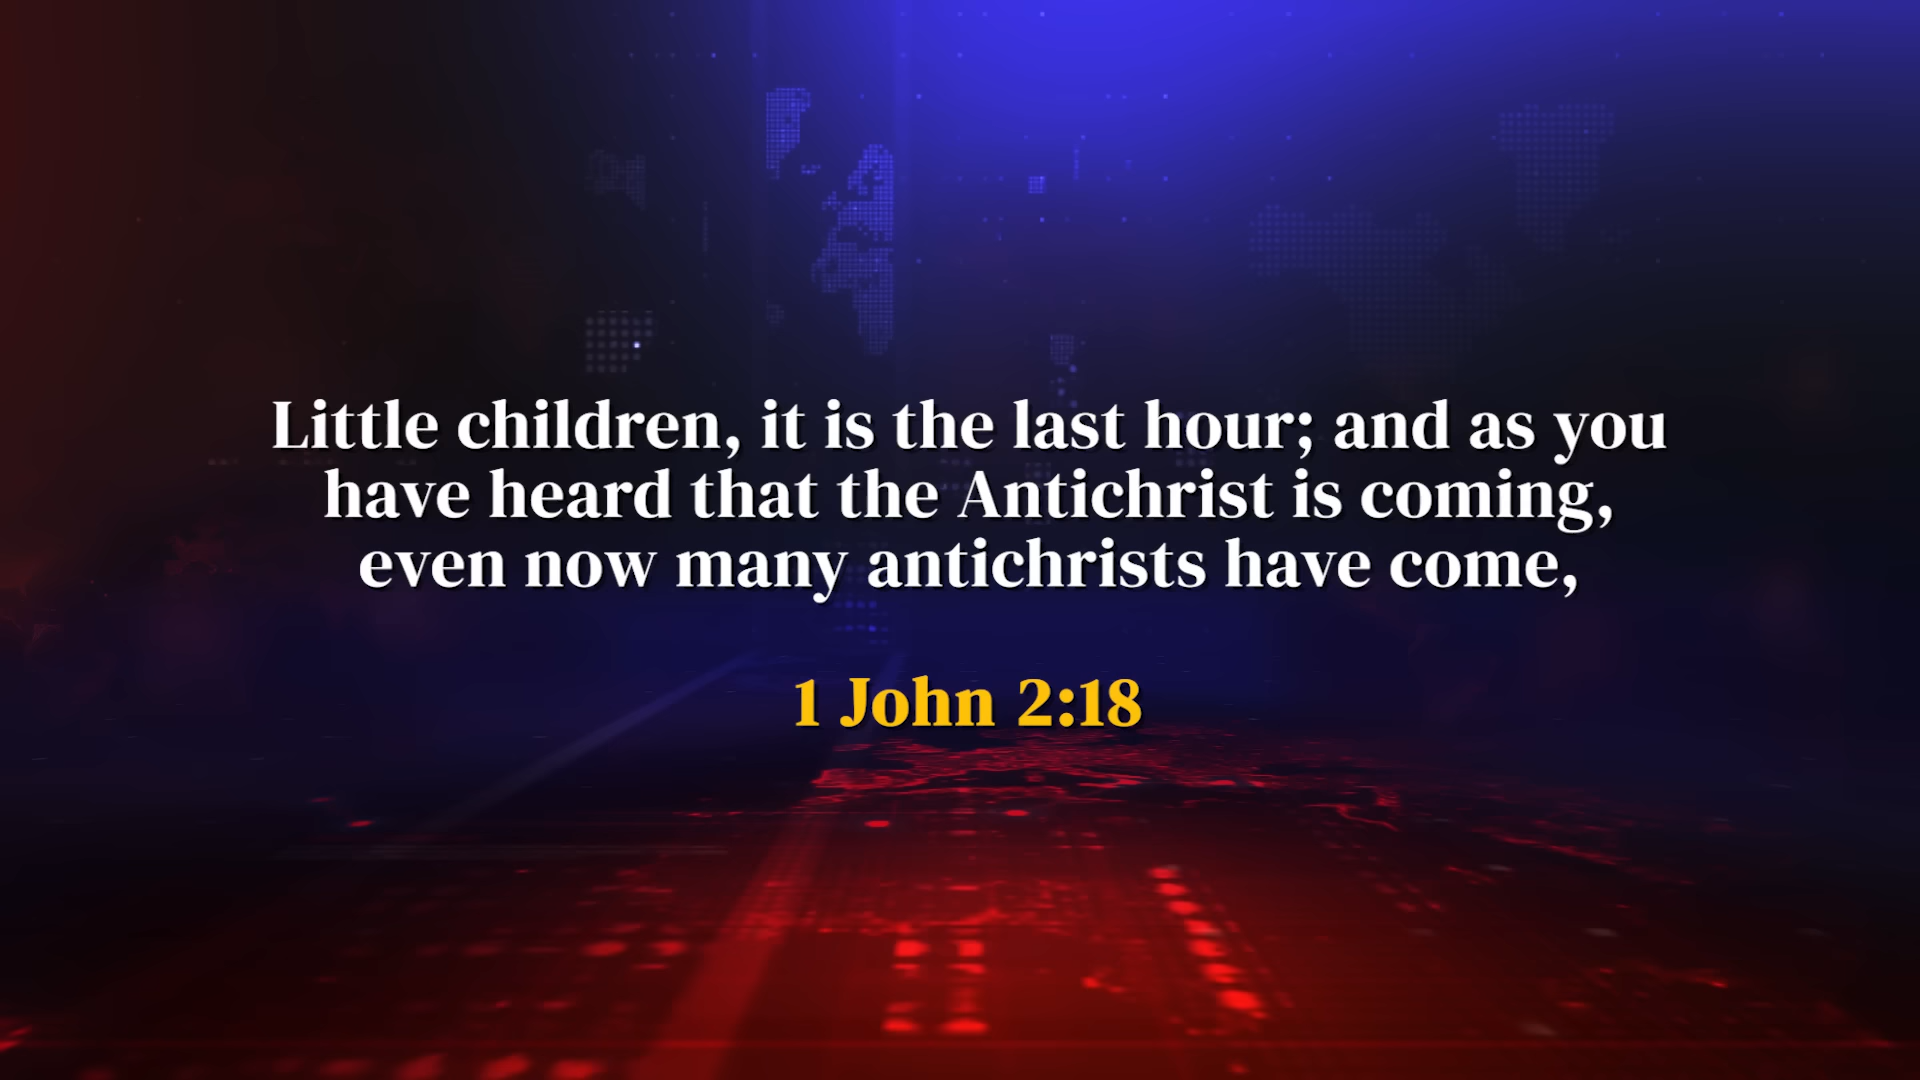 Little children, it is the last hour; and as you
have heard that the Antichrist is coming,
even now many antichrists have come,
1 John 2:18